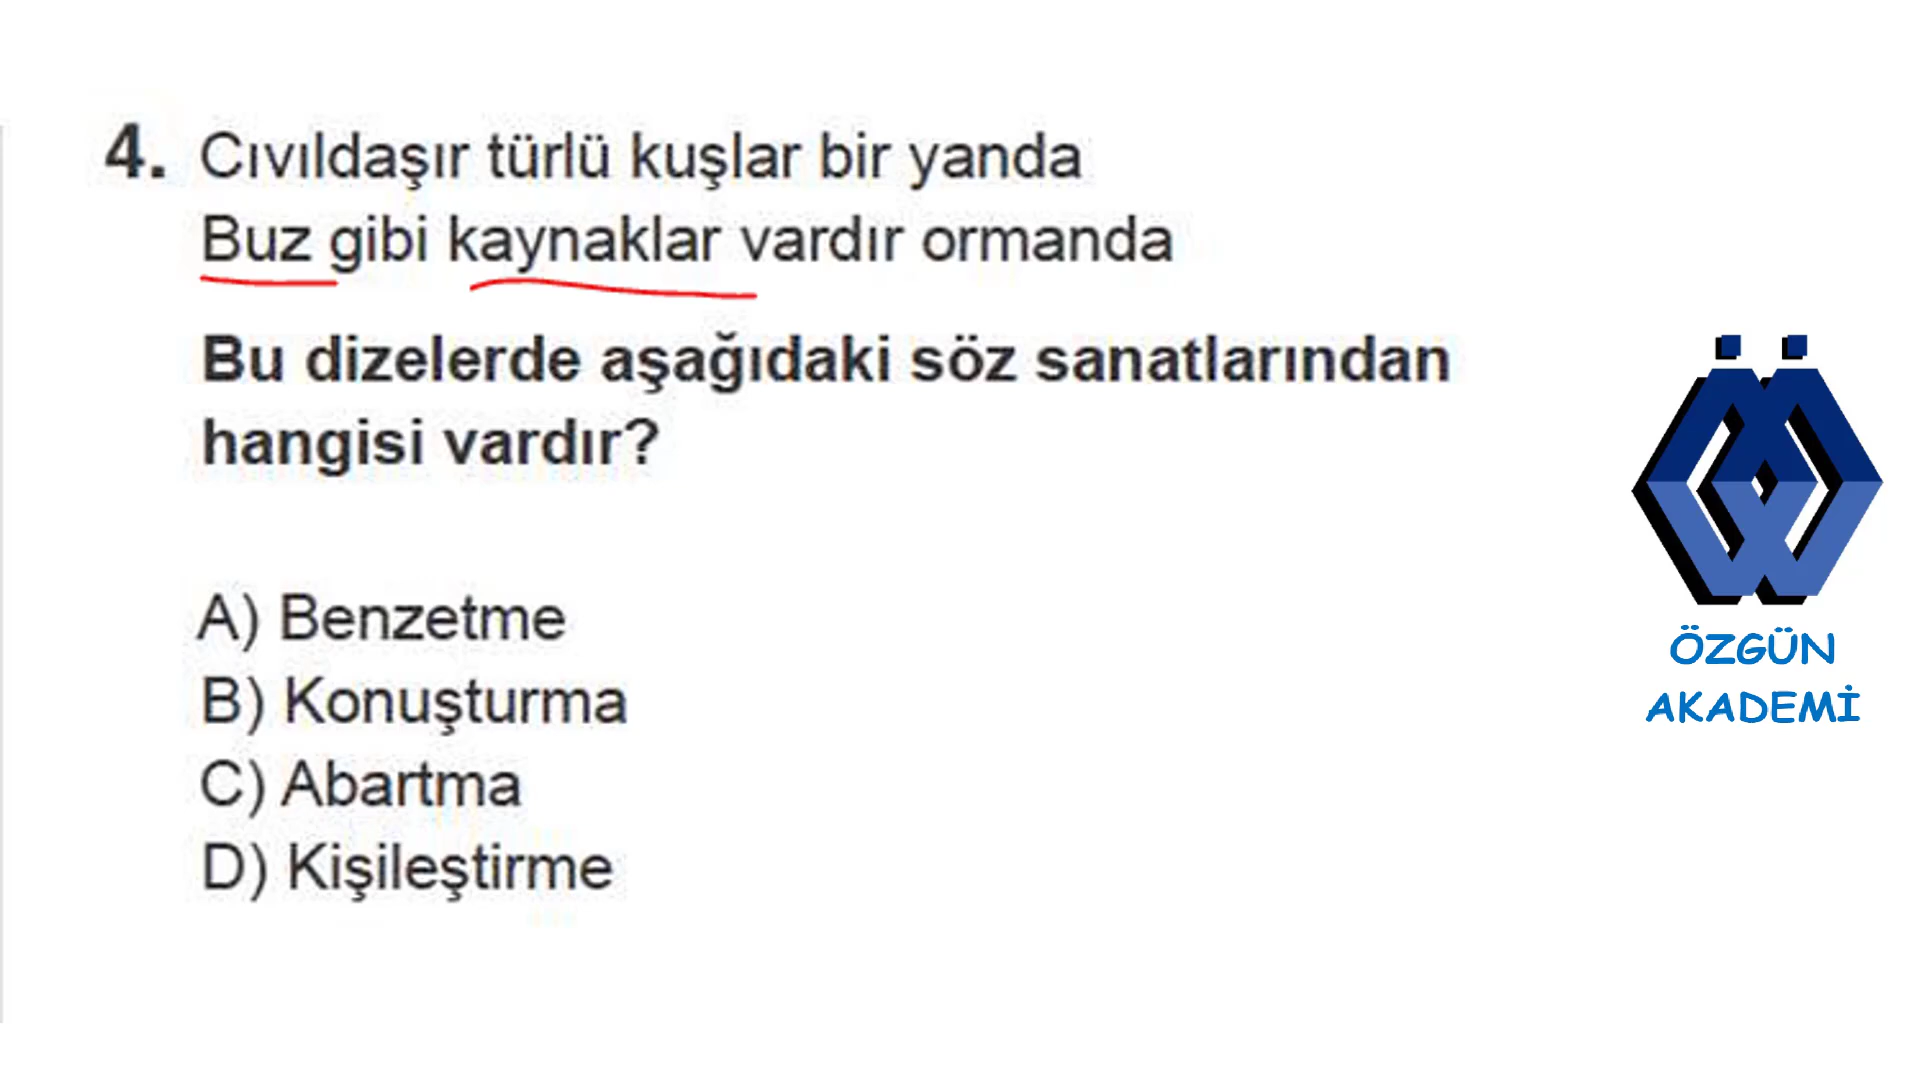 4. Cıvıldaşır türlü kuşlar bir yanda
Buz gibi kaynaklar vardır ormanda
Bu dizelerde aşağıdaki söz sanatlarından
hangisi vardır?
A) Benzetme
B) Konuşturma
C) Abartma
D) Kişileştirme
ÖZGÜN
AKADEMİ